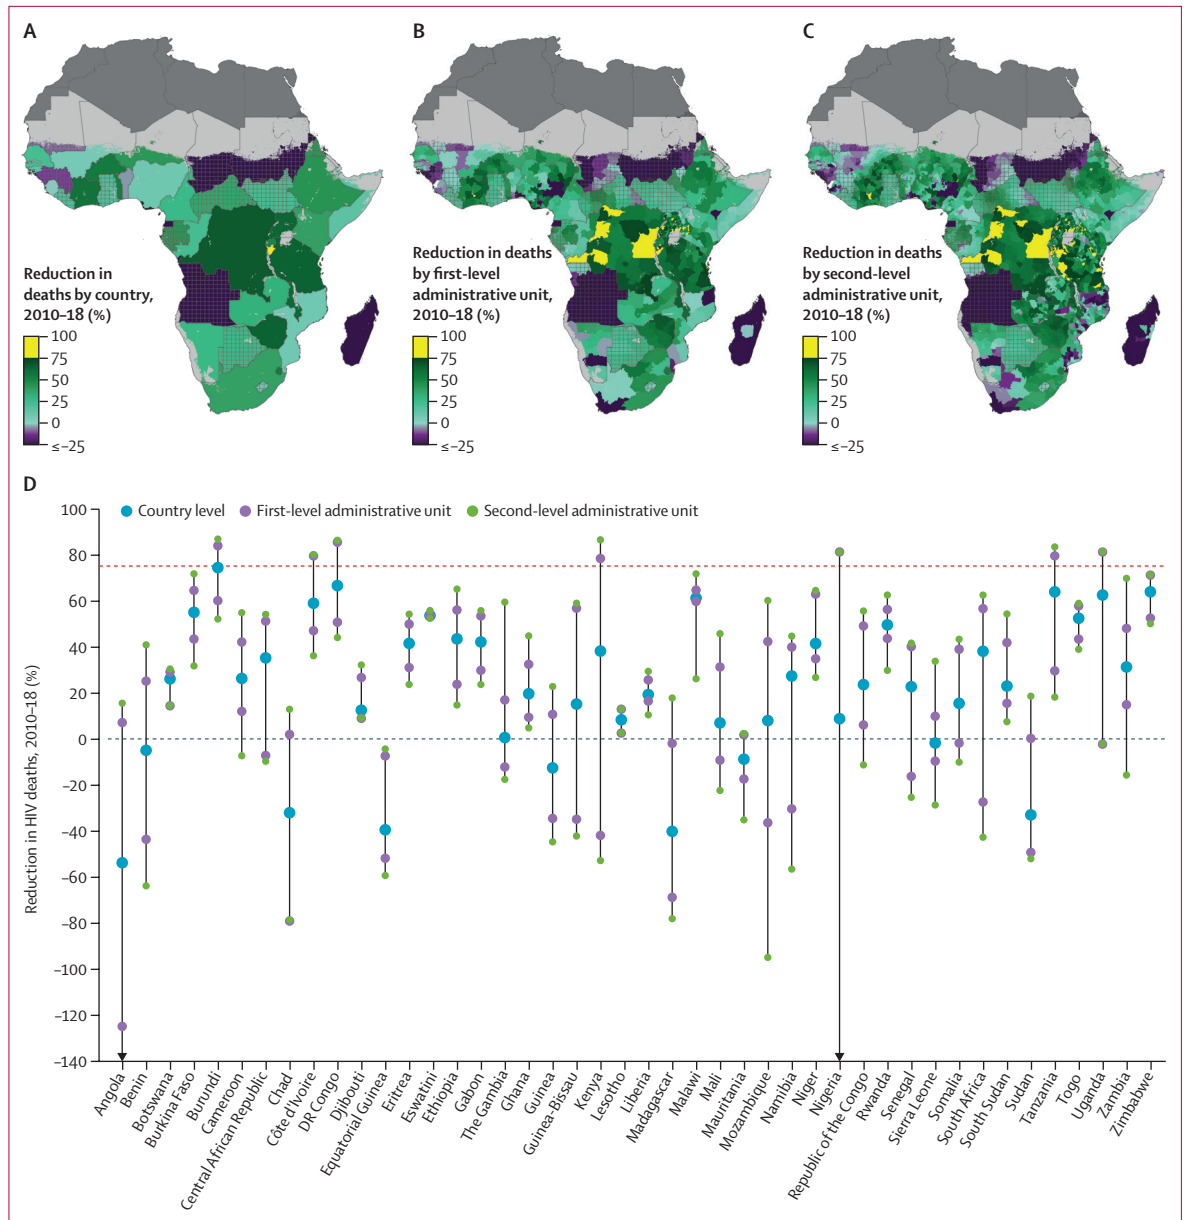 A
B
C
Reduction in
deaths by country,
2010–18 (%)
100
75
50
25
0
≤–25
Reduction in deaths
by first-level
administrative unit,
2010–18 (%)
100
75
50
25
0
≤–25
Reduction in deaths
by second-level
administrative unit,
2010–18 (%)
100
75
50
25
0
≤–25
D
Country level
First-level administrative unit
Second-level administrative unit
Reduction in HIV deaths, 2010–18 (%)
100
80
60
40
20
0
–20
–40
–60
–80
–100
–120
–140
Angola
Benin
Botswana
Burkina Faso
Burundi
Cameroon
Central African Republic
Chad
Côte d'Ivoire
DR Congo
Djibouti
Equatorial Guinea
Eritrea
Eswatini
Ethiopia
Gabon
The Gambia
Ghana
Guinea
Guinea-Bissau
Kenya
Lesotho
Liberia
Madagascar
Malawi
Mali
Mauritania
Mozambique
Namibia
Niger
Nigeria
Republic of the Congo
Rwanda
Senegal
Sierra Leone
Somalia
South Africa
South Sudan
Sudan
Tanzania
Togo
Uganda
Zambia
Zimbabwe